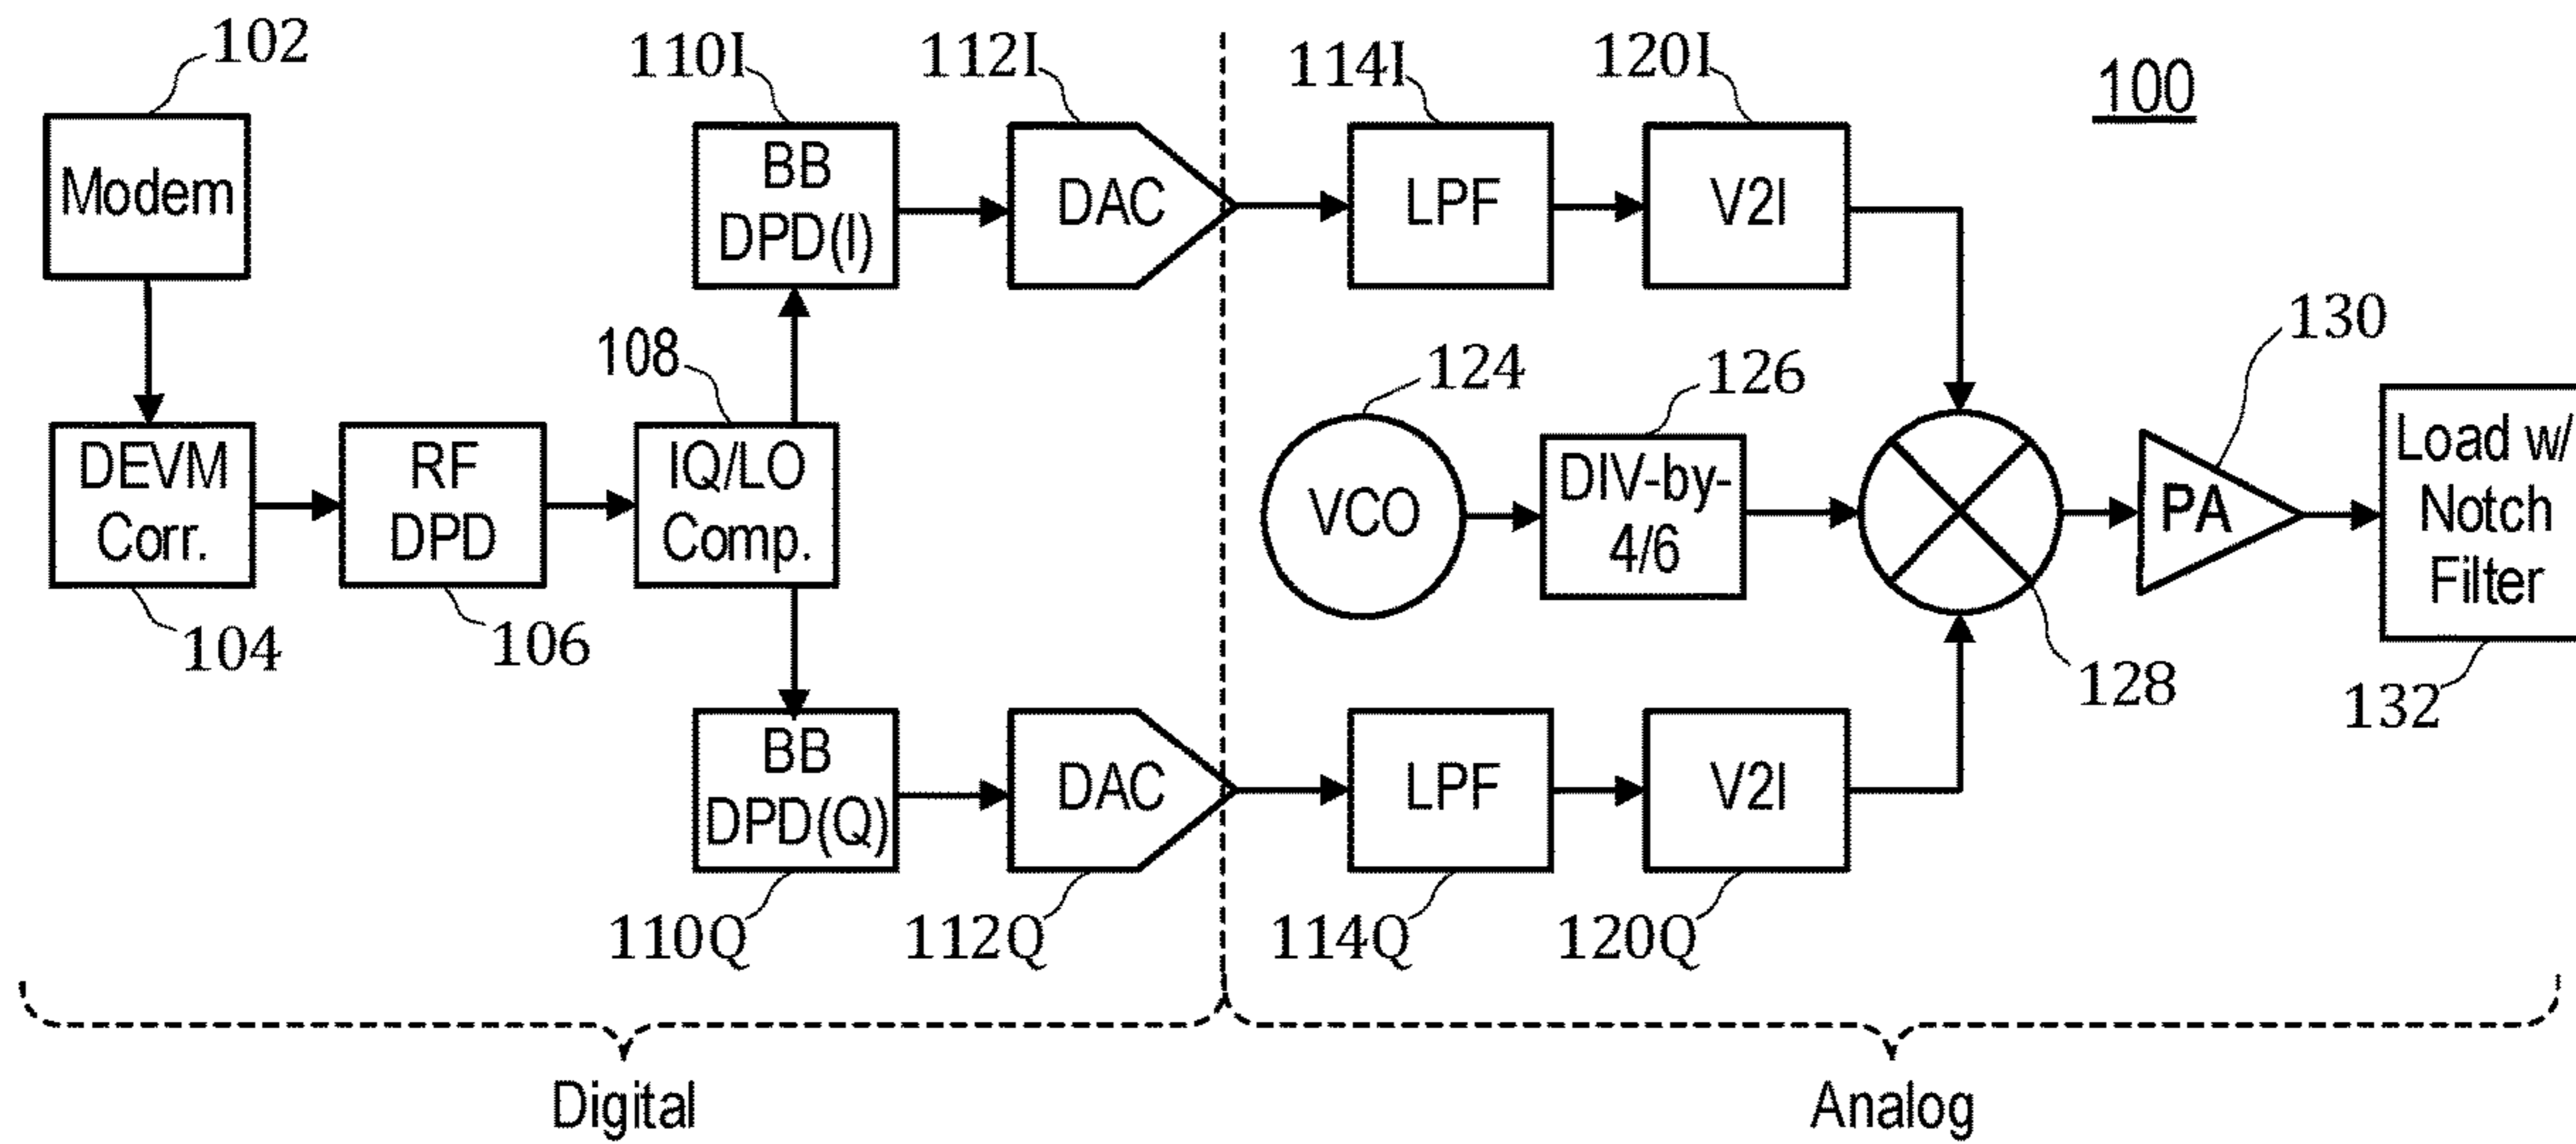 102
110I
112I
114I
120I
100
Modem
BB
DPD(I)
DAC
LPF
V2I
108
124
126
130
DEVM
Corr.
RF
DPD
IQ/LO
Comp.
VCO
DIV-by-
4/6
PA
Load w/
Notch
Filter
104
106
128
132
BB
DPD(Q)
DAC
LPF
V2I
110Q
112Q
114Q
120Q
Digital
Analog